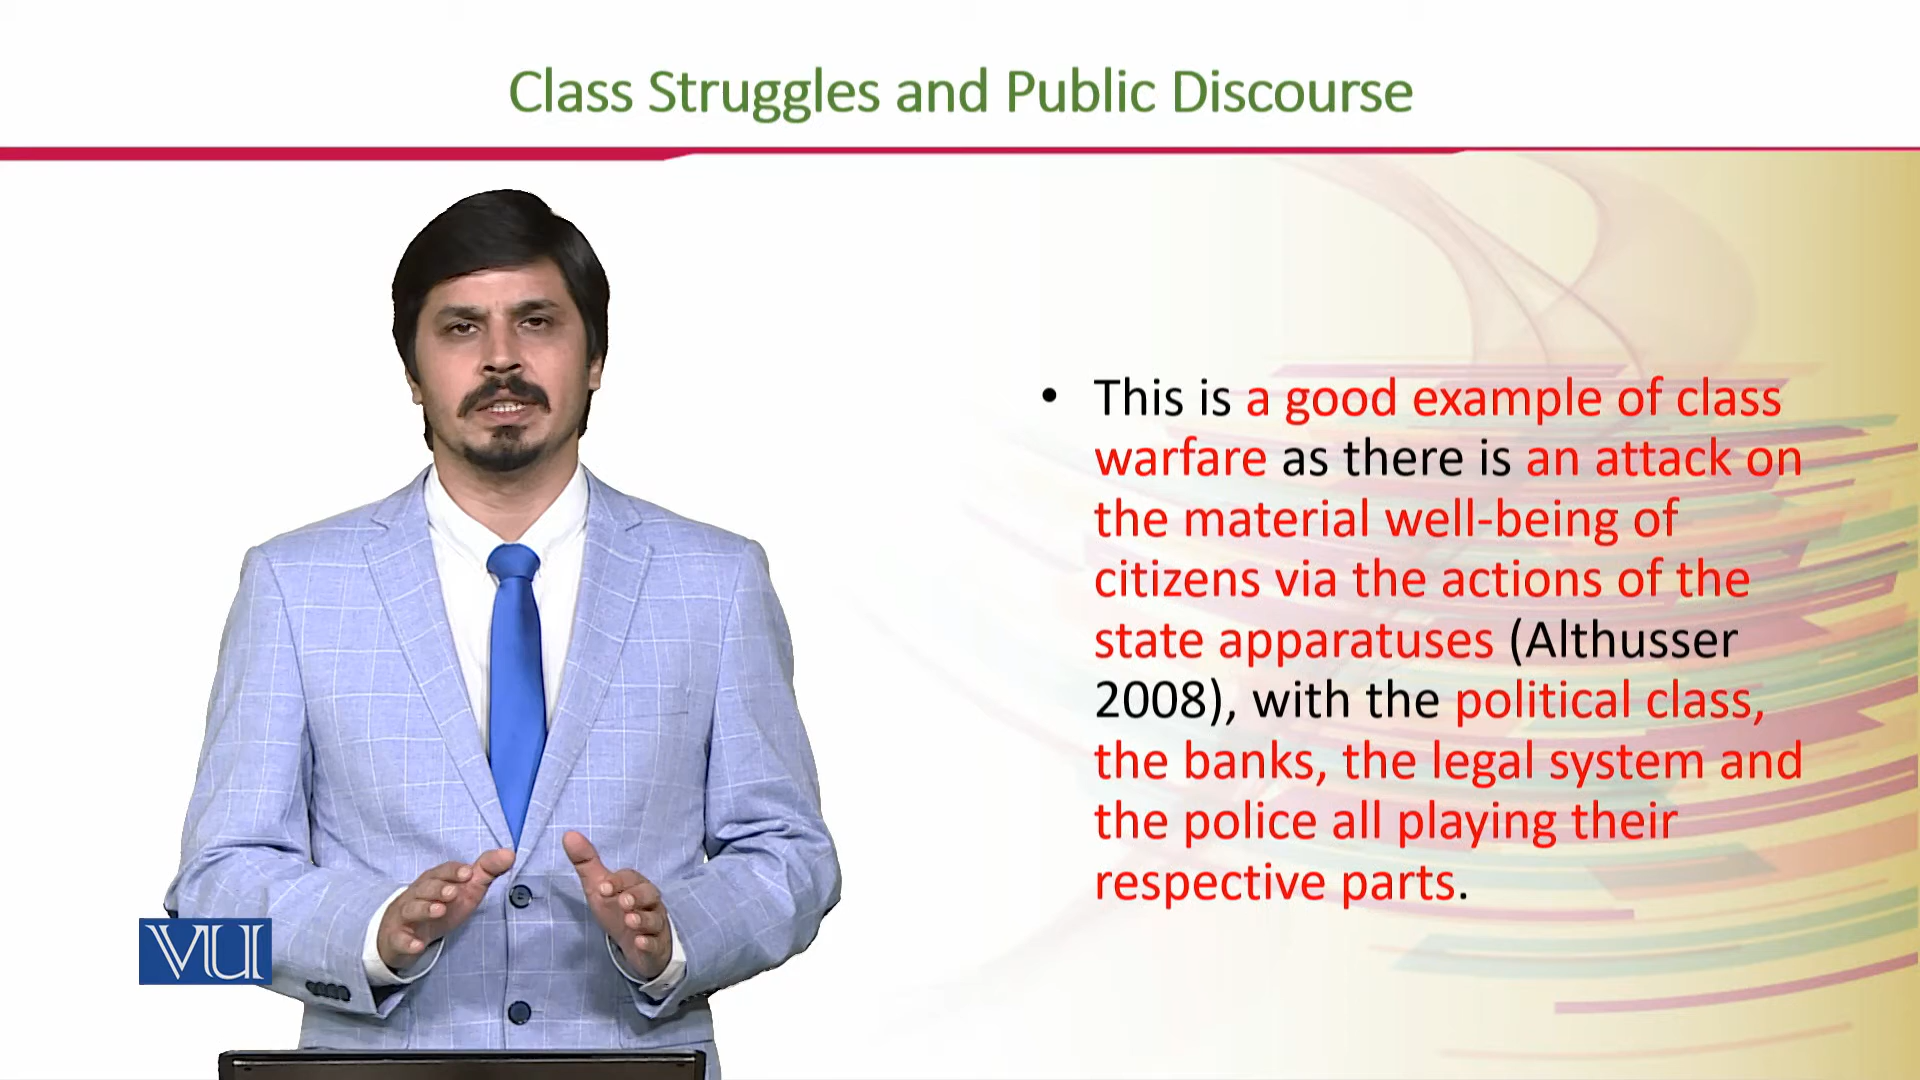 Class Struggles and Public Discourse
• This is a good example of class
warfare as there is an attack on
the material well-being of
citizens via the actions of the
state apparatuses (Althusser
2008), with the political class,
the banks, the legal system and
the police all playing their
respective parts.
VU